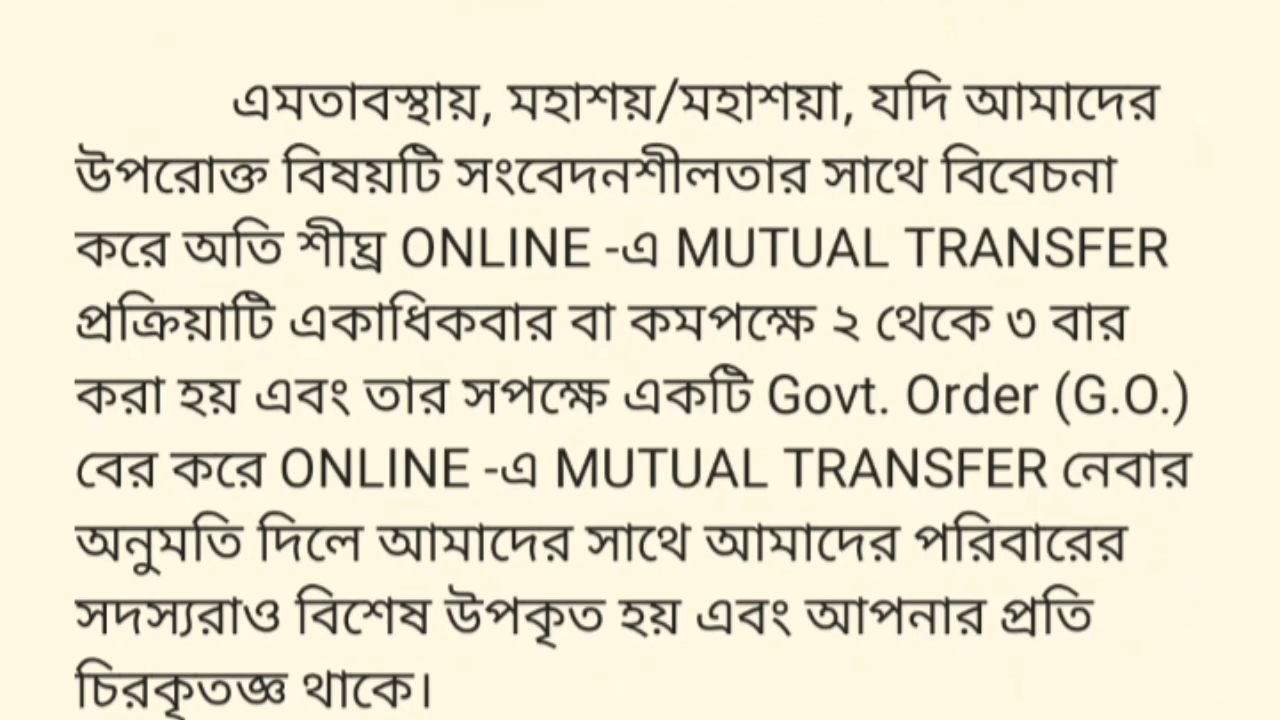 এমতাবস্থায়, মহাশয়/মহাশয়া, যদি আমাদের
উপরোক্ত বিষয়টি সংবেদনশীলতার সাথে বিবেচনা
করে অতি শীঘ্র ONLINE -এ MUTUAL TRANSFER
প্রক্রিয়াটি একাধিকবার বা কমপক্ষে ২ থেকে ৩ বার
করা হয় এবং তার সপক্ষে একটি Govt. Order (G.O.)
বের করে ONLINE -এ MUTUAL TRANSFER নেবার
অনুমতি দিলে আমাদের সাথে আমাদের পরিবারের
সদস্যরাও বিশেষ উপকৃত হয় এবং আপনার প্রতি
চিরকৃতজ্ঞ থাকে।